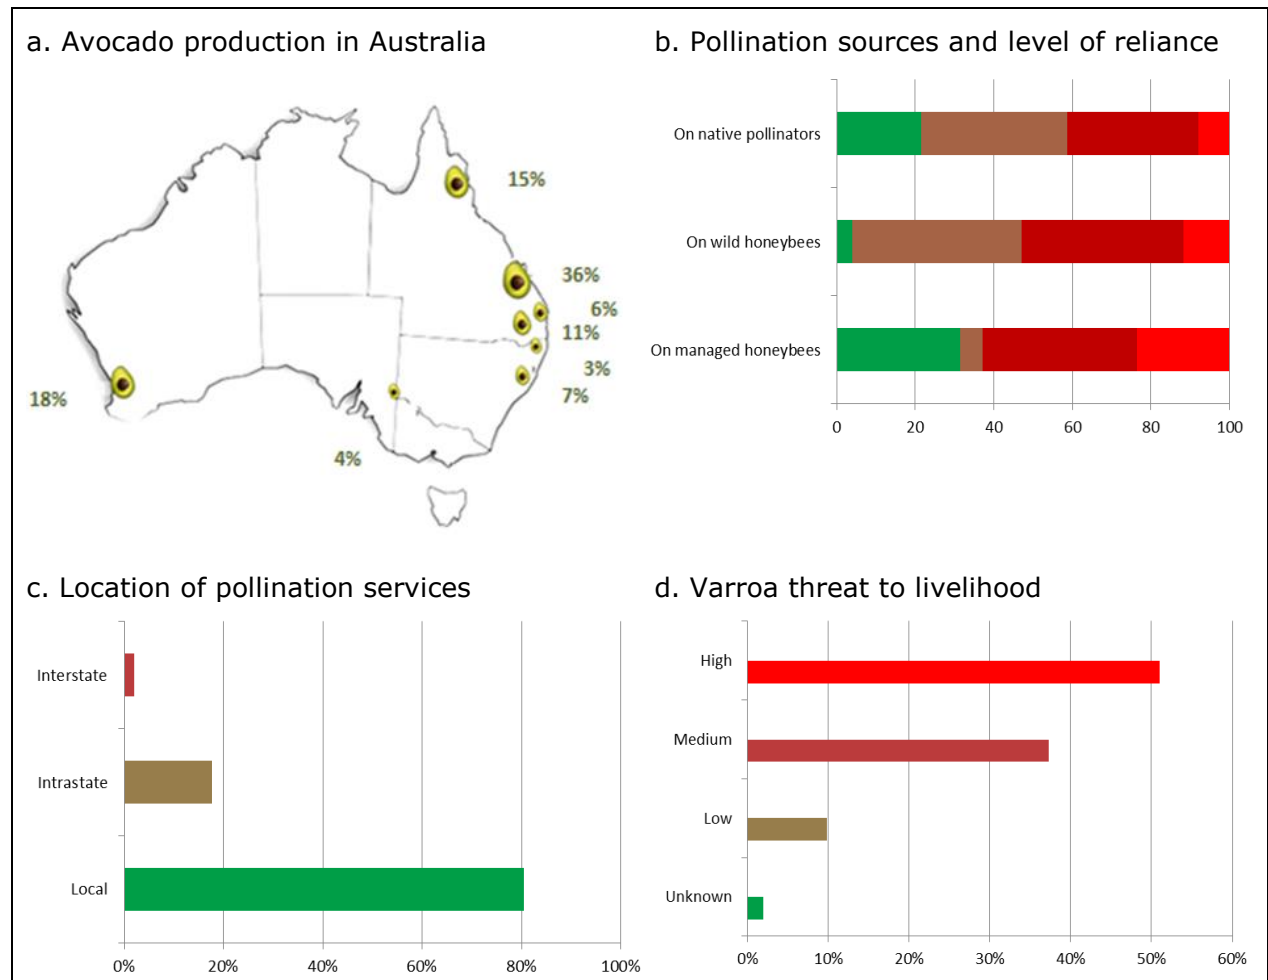 a. Avocado production in Australia
15%
36%
6%
11%
3%
7%
18%
4%
b. Pollination sources and level of reliance
On native pollinators
On wild honeybees
On managed honeybees
0 20 40 60 80 100
c. Location of pollination services
Interstate
Intrastate
Local
0% 20% 40% 60% 80% 100%
d. Varroa threat to livelihood
High
Medium
Low
Unknown
0% 10% 20% 30% 40% 50% 60%